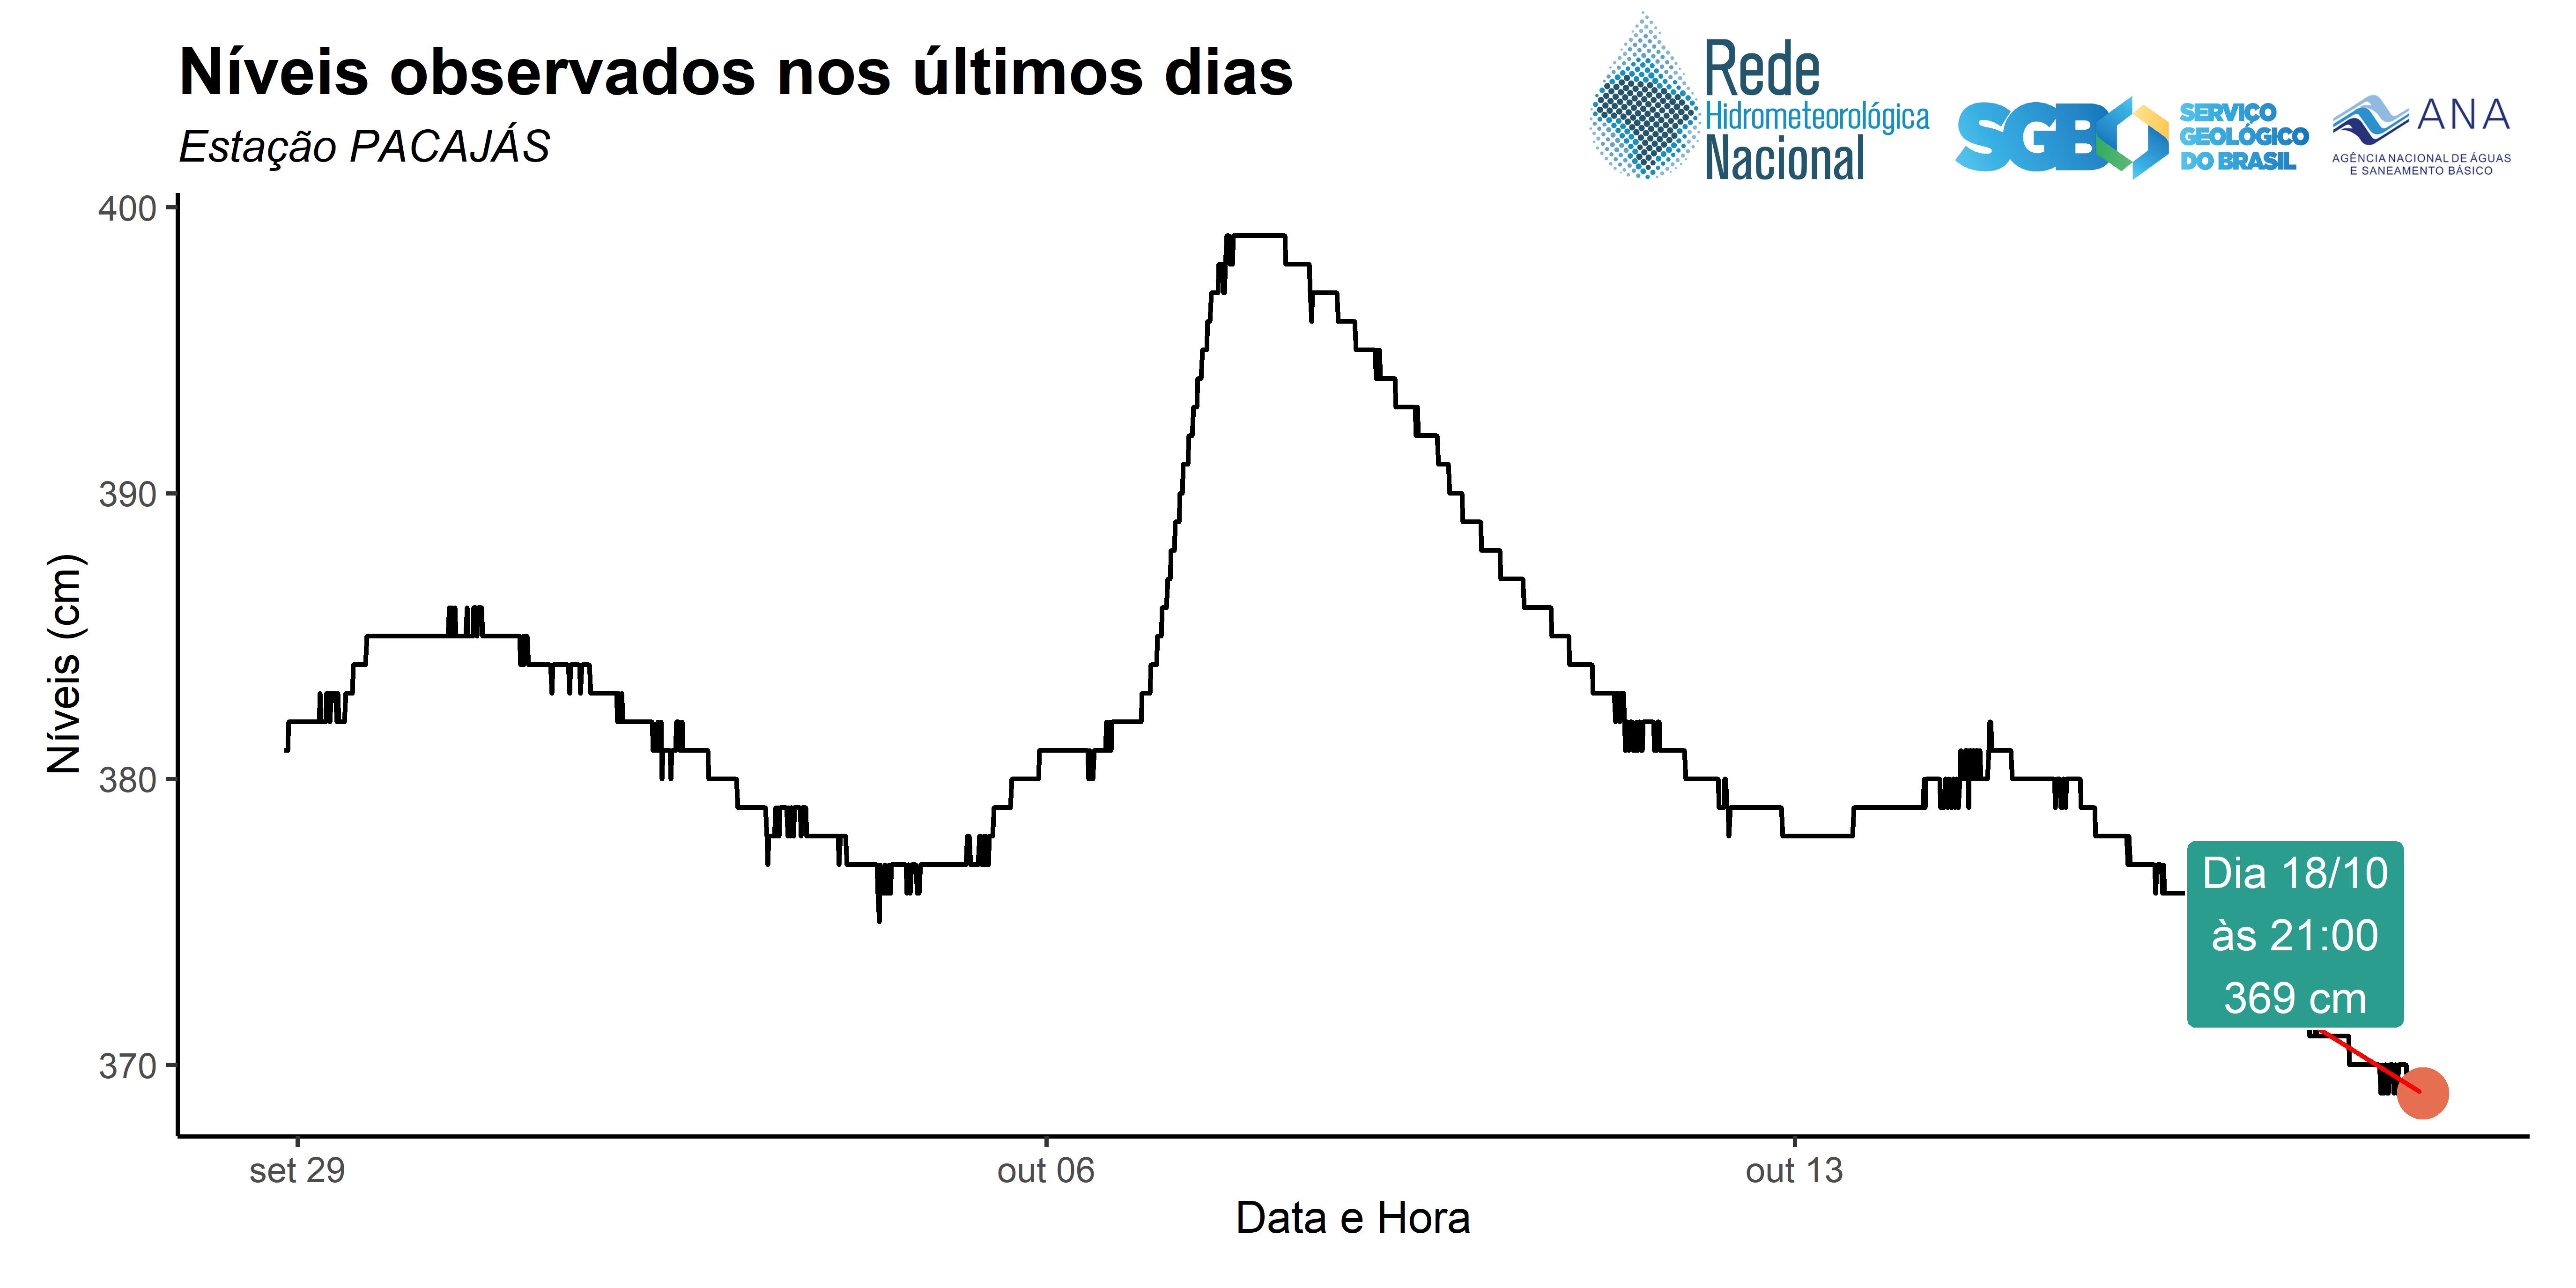 Níveis observados nos últimos dias
Estação PACAJÁS
Rede
Hidrometeorológica
Nacional
SGB
SERVIÇO
GEOLÓGICO
DO BRASIL
ANA
AGÊNCIA NACIONAL DE ÁGUAS
E SANEAMENTO BÁSICO
400
390
380
370
Níveis (cm)
Dia 18/10
às 21:00
369 cm
set 29
out 06
out 13
Data e Hora